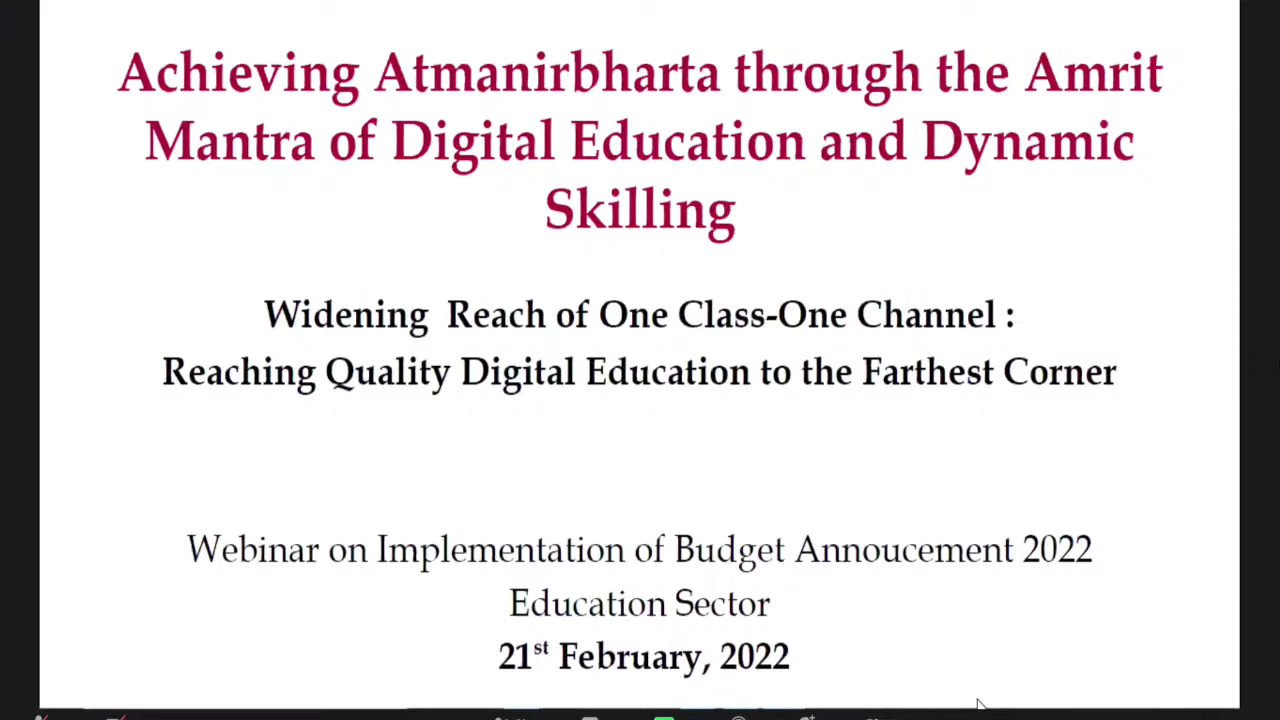 Achieving Atmanirbharta through the Amrit
Mantra of Digital Education and Dynamic
Skilling
Widening Reach of One Class-One Channel :
Reaching Quality Digital Education to the Farthest Corner
Webinar on Implementation of Budget Annoucement 2022
Education Sector
21st February, 2022